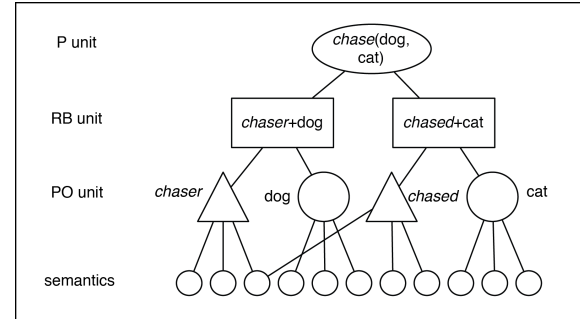 P unit
chase(dog,
cat)
RB unit
chaser+dog
chased+cat
PO unit
chaser
dog
chased
cat
semantics